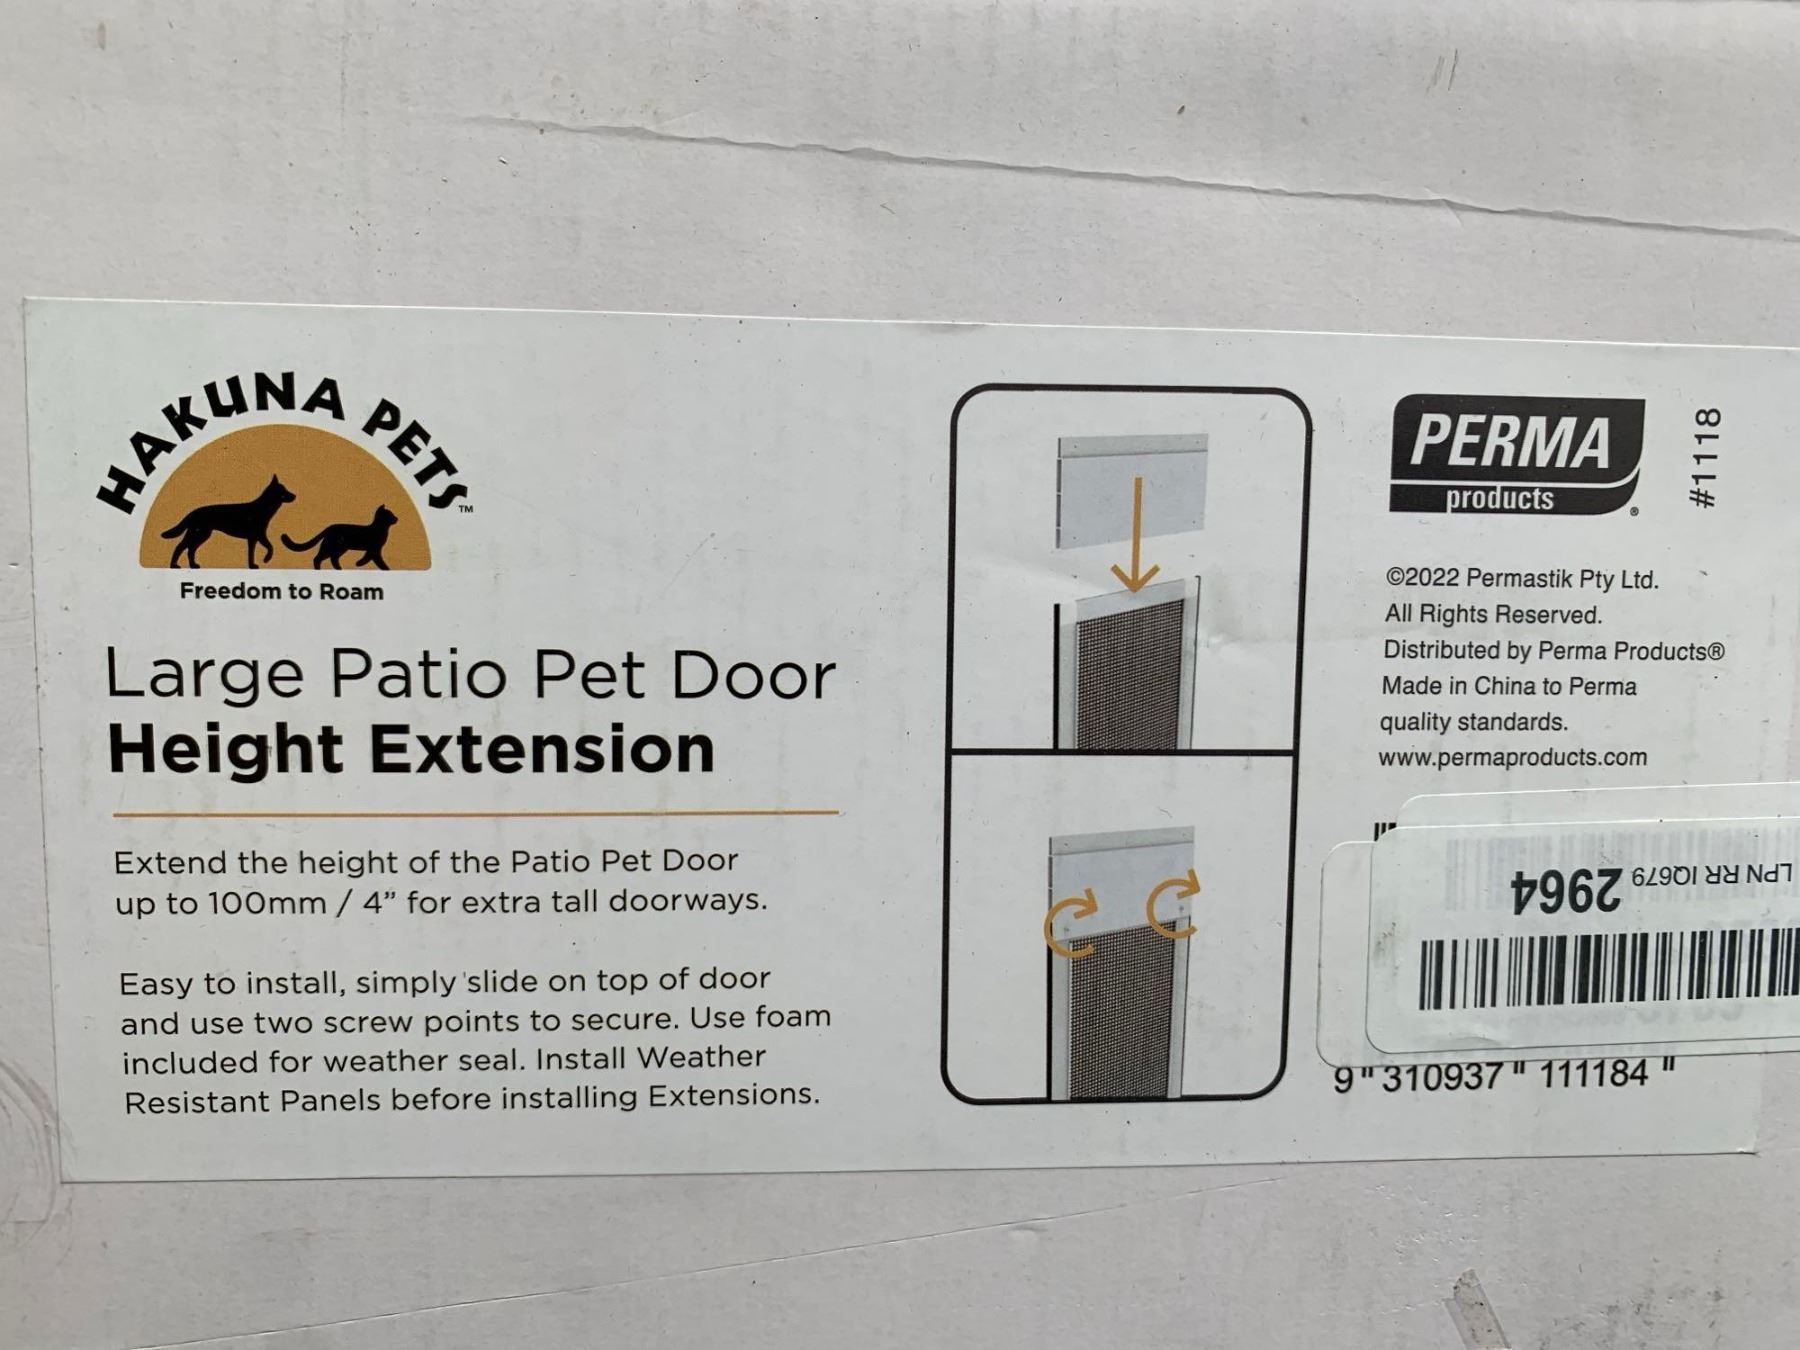 HAKUNA PETS™
Freedom to Roam
Large Patio Pet Door
Height Extension
Extend the height of the Patio Pet Door
up to 100mm / 4” for extra tall doorways.
Easy to install, simply slide on top of door
and use two screw points to secure. Use foam
included for weather seal. Install Weather
Resistant Panels before installing Extensions.
PERMA
products®
#1118
©2022 Permastik Pty Ltd.
All Rights Reserved.
Distributed by Perma Products®
Made in China to Perma
quality standards.
www.permaproducts.com
LPN RR IQ679 2964
9 "310937 " 111184 "